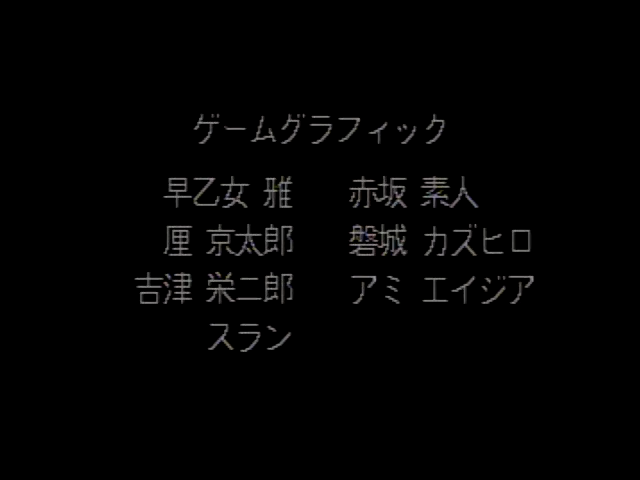 ゲームグラフィック
早乙女 雅　赤坂 素人
厘 京太郎　磐城 カズヒロ
吉津 栄二郎　アミ エイジア
スラン